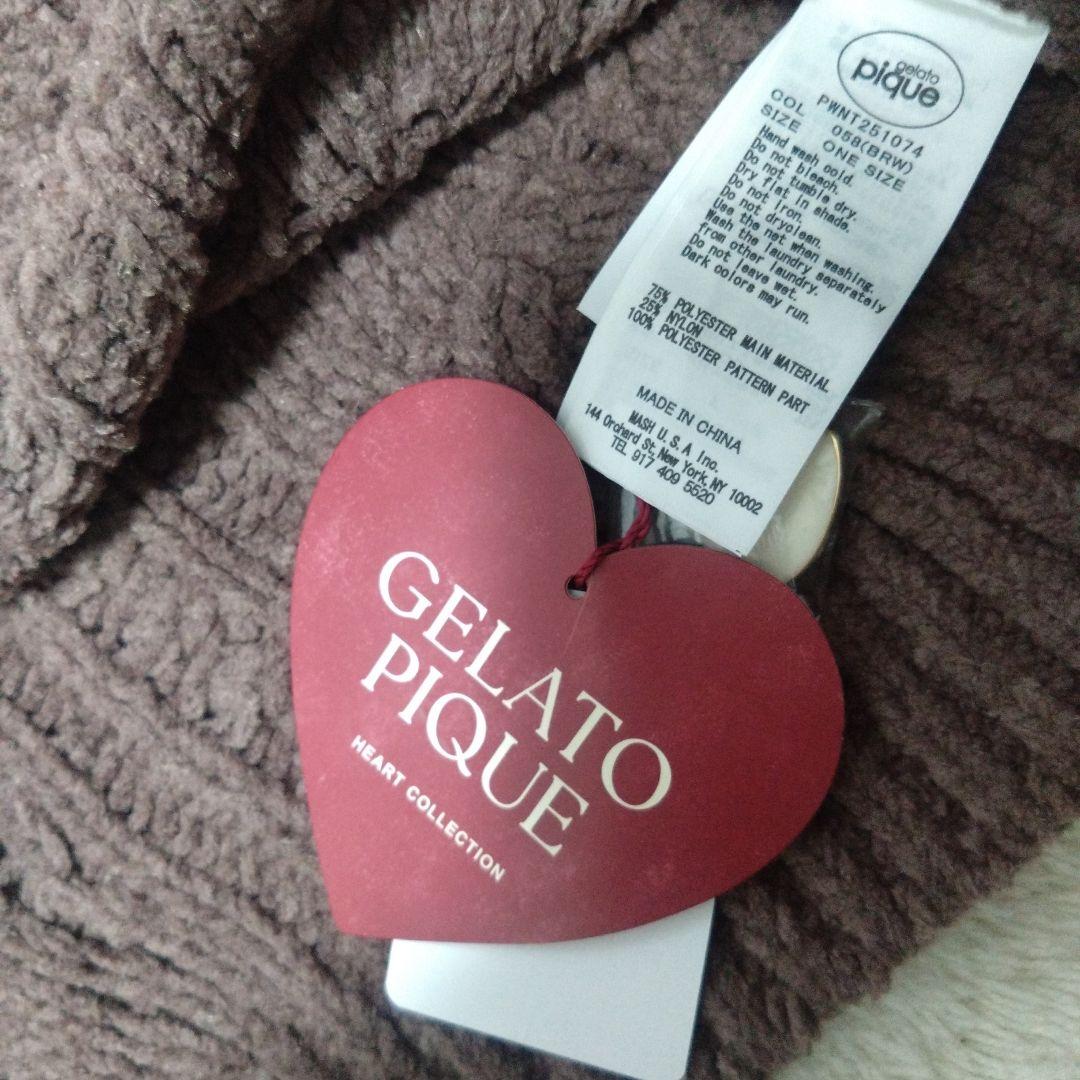 gelato
pique
PWNT251074
COL 058(BRW)
SIZE ONE SIZE
Hand wash cold.
Do not bleach.
Do not tumble dry.
Dry flat in shade.
Do not iron.
Do not dryclean.
Use the net when washing.
Wash the laundry separately
from other laundry.
Do not leave wet.
Dark colors may run.
75% POLYESTER MAIN MATERIAL
25% NYLON
100% POLYESTER PATTERN PART
MADE IN CHINA
MASH U.S.A Inc.
144 Orchard St, New York, NY 10002
TEL 917 409 5520
GELATO
PIQUE
HEART COLLECTION